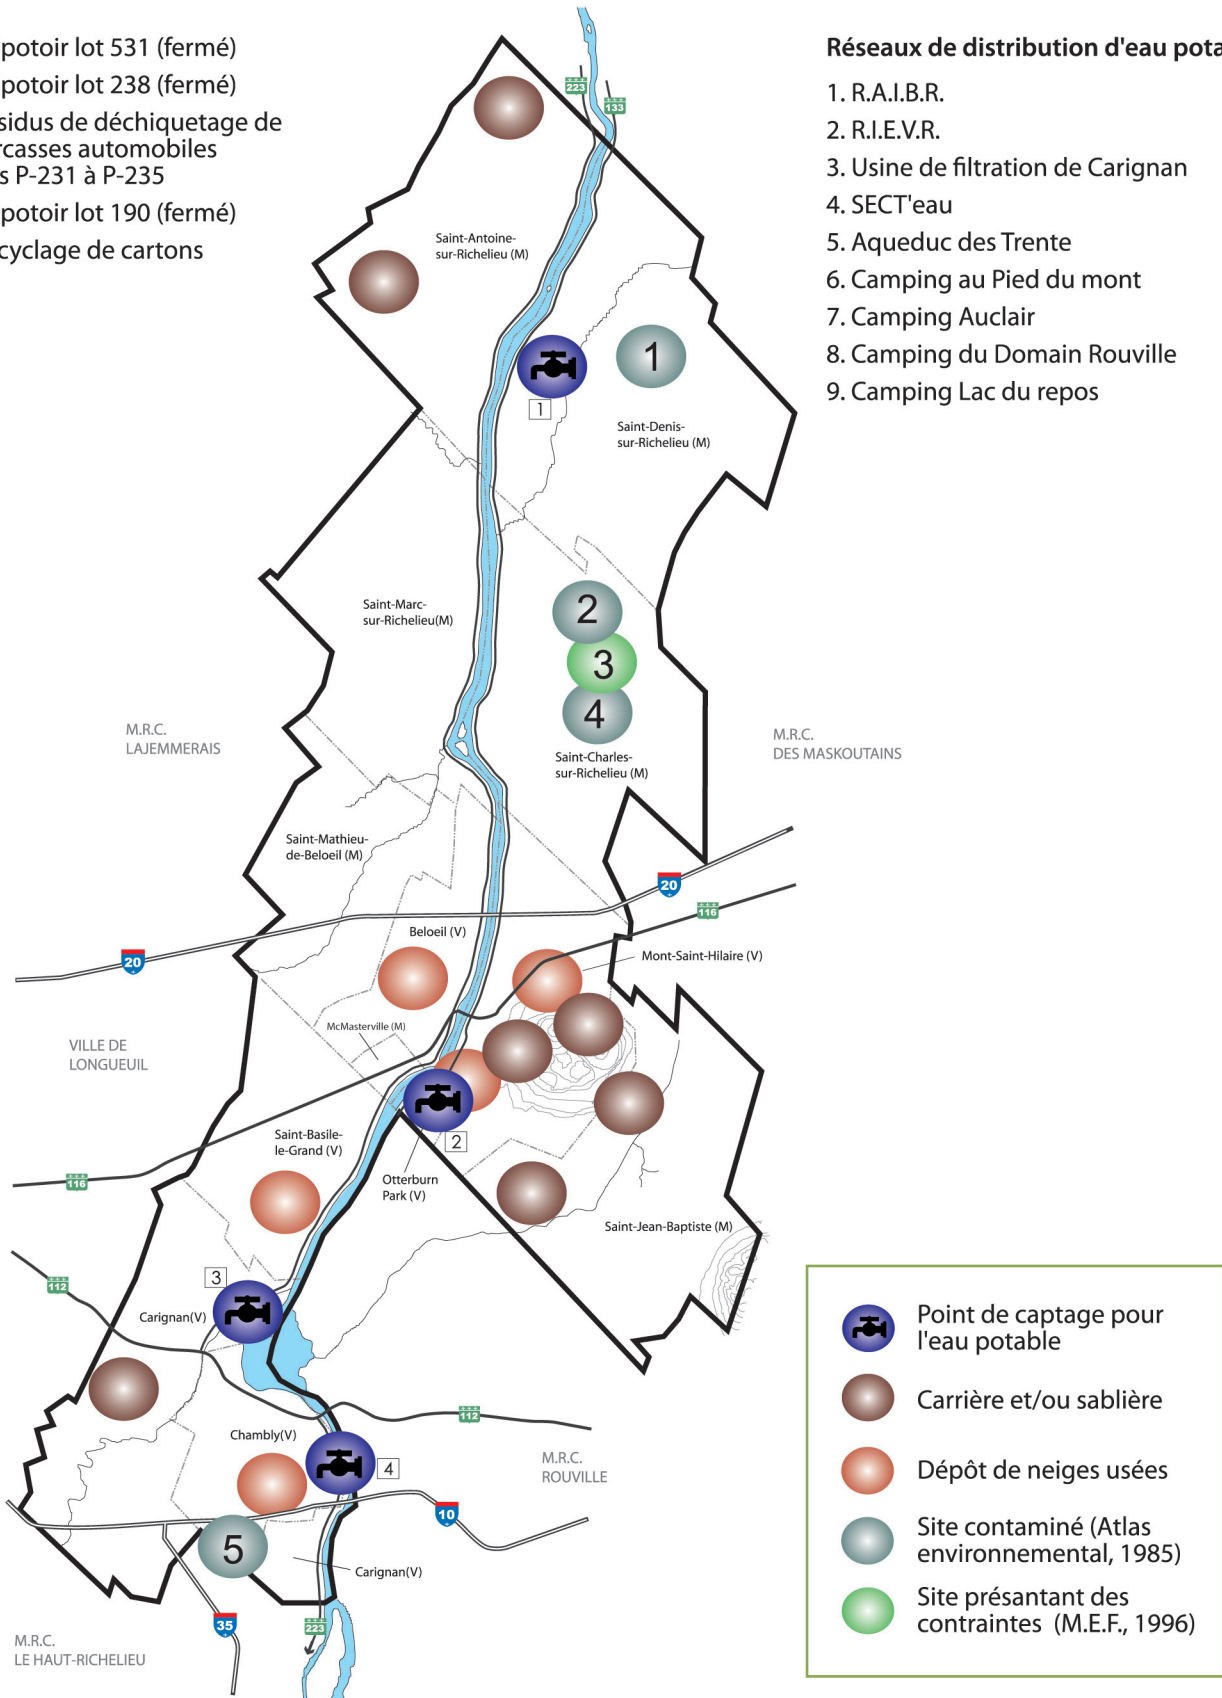 potoir lot 531 (fermé)
potoir lot 238 (fermé)
sidus de déchiquetage de
rcasses automobiles
s P-231 à P-235
potoir lot 190 (fermé)
cyclage de cartons
Réseaux de distribution d'eau pota
1. R.A.I.B.R.
2. R.I.E.V.R.
3. Usine de filtration de Carignan
4. SECT'eau
5. Aqueduc des Trente
6. Camping au Pied du mont
7. Camping Auclair
8. Camping du Domain Rouville
9. Camping Lac du repos
223
133
Saint-Antoine-
sur-Richelieu (M)
1
1
Saint-Denis-
sur-Richelieu (M)
2
3
4
Saint-Marc-
sur-Richelieu(M)
Saint-Charles-
sur-Richelieu (M)
M.R.C.
LAJEMMERAIS
M.R.C.
DES MASKOUTAINS
Saint-Mathieu-
de-Beloeil (M)
20
116
Beloeil (V)
20
Mont-Saint-Hilaire (V)
McMasterville (M)
VILLE DE
LONGUEUIL
2
Saint-Basile-
le-Grand (V)
Otterburn
Park (V)
116
Saint-Jean-Baptiste (M)
3
112
Carignan(V)
112
Chambly(V)
4
M.R.C.
ROUVILLE
10
5
Carignan(V)
35
223
M.R.C.
LE HAUT-RICHELIEU
Point de captage pour
l'eau potable
Carrière et/ou sablière
Dépôt de neiges usées
Site contaminé (Atlas
environnemental, 1985)
Site présantant des
contraintes (M.E.F., 1996)